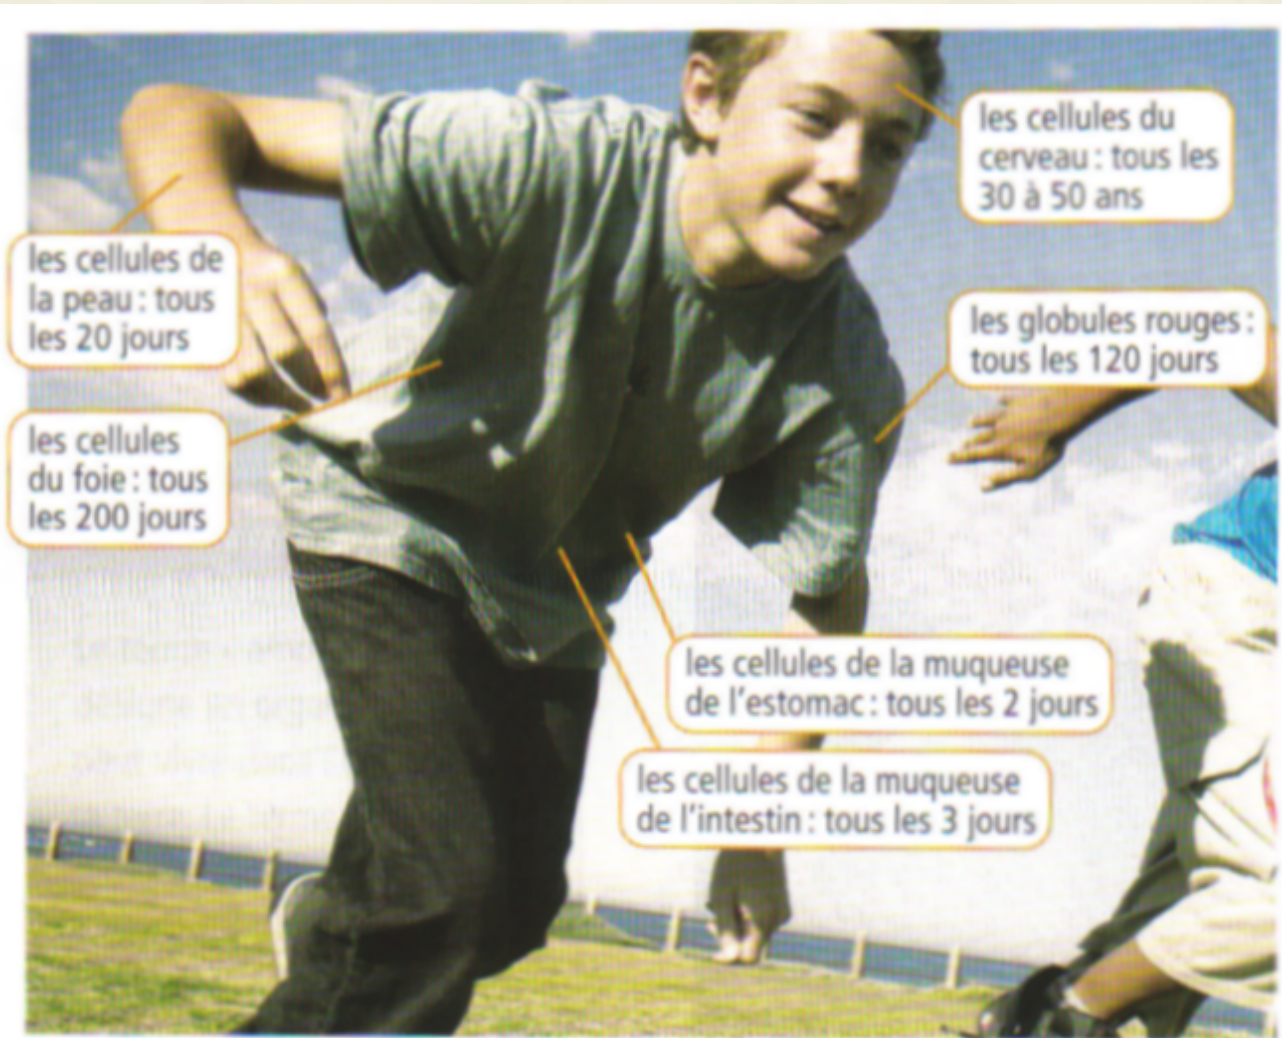 les cellules du
cerveau : tous les
30 à 50 ans
les cellules de
la peau : tous
les 20 jours
les globules rouges :
tous les 120 jours
les cellules
du foie : tous
les 200 jours
les cellules de la muqueuse
de l'estomac : tous les 2 jours
les cellules de la muqueuse
de l'intestin : tous les 3 jours